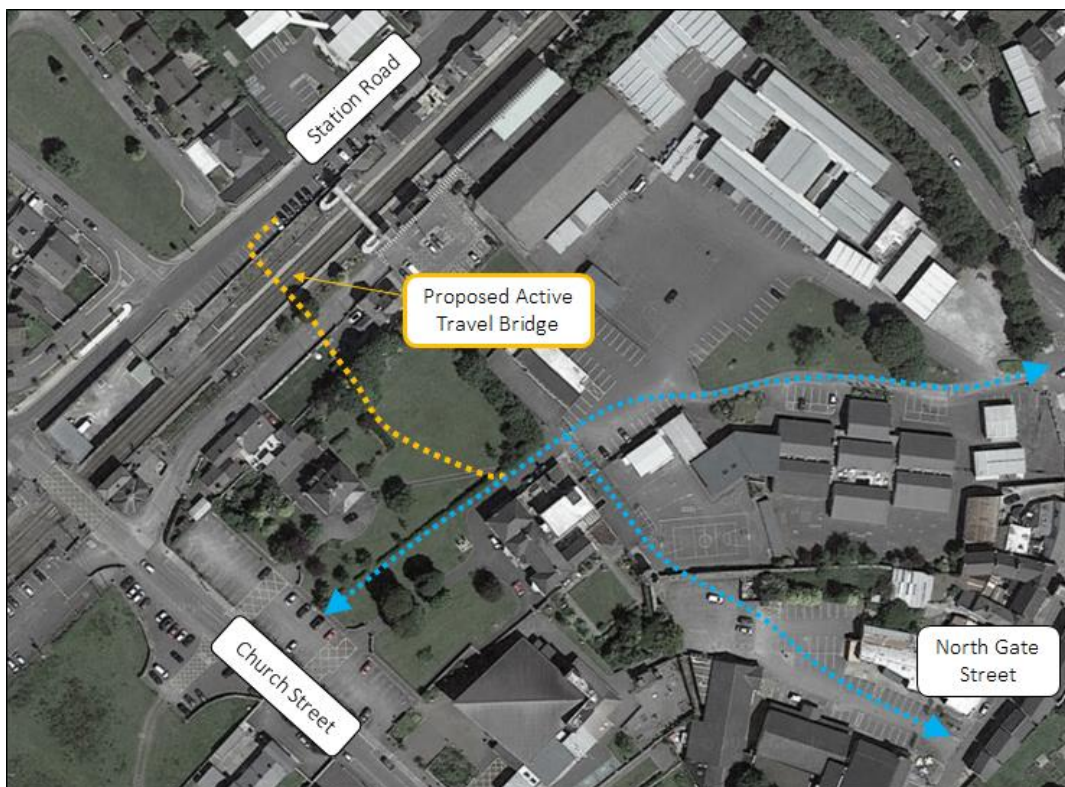 Station Road
Proposed Active
Travel Bridge
North Gate
Street
Church Street